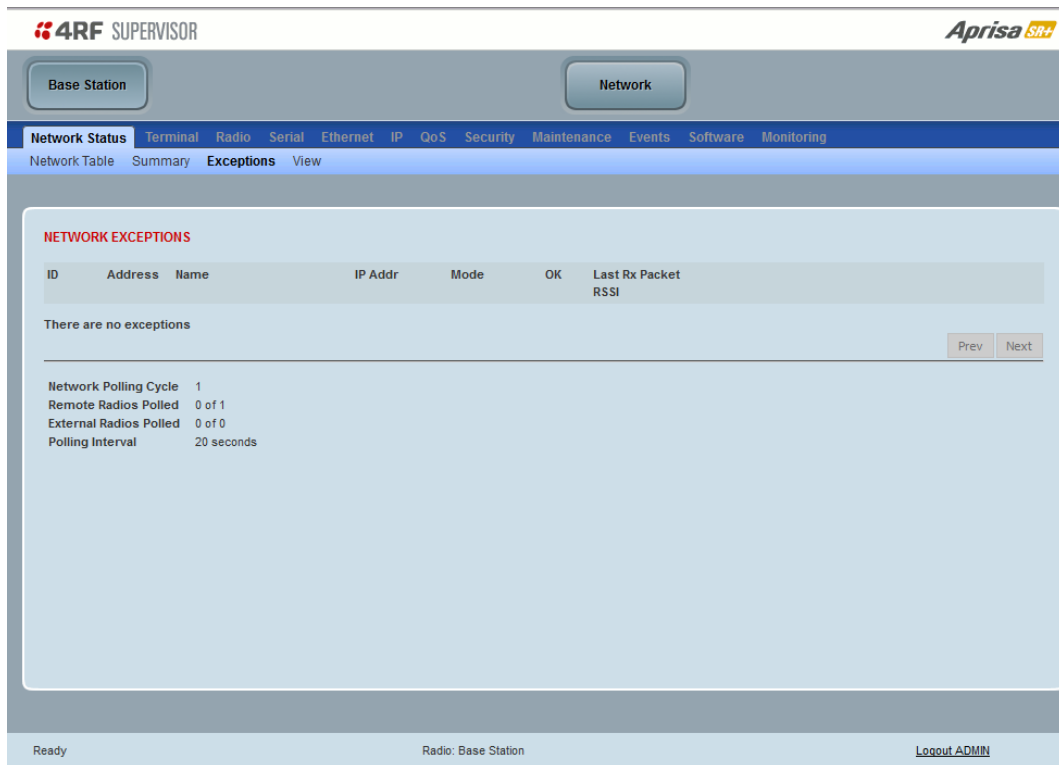 4RF SUPERVISOR
Aprisa SR+
Base Station
Network
Network Status Terminal Radio Serial Ethernet IP QoS Security Maintenance Events Software Monitoring
Network Table Summary Exceptions View
NETWORK EXCEPTIONS
ID Address Name IP Addr Mode OK Last Rx Packet
RSSI
There are no exceptions
Prev Next
Network Polling Cycle 1
Remote Radios Polled 0 of 1
External Radios Polled 0 of 0
Polling Interval 20 seconds
Ready Radio: Base Station Logout ADMIN